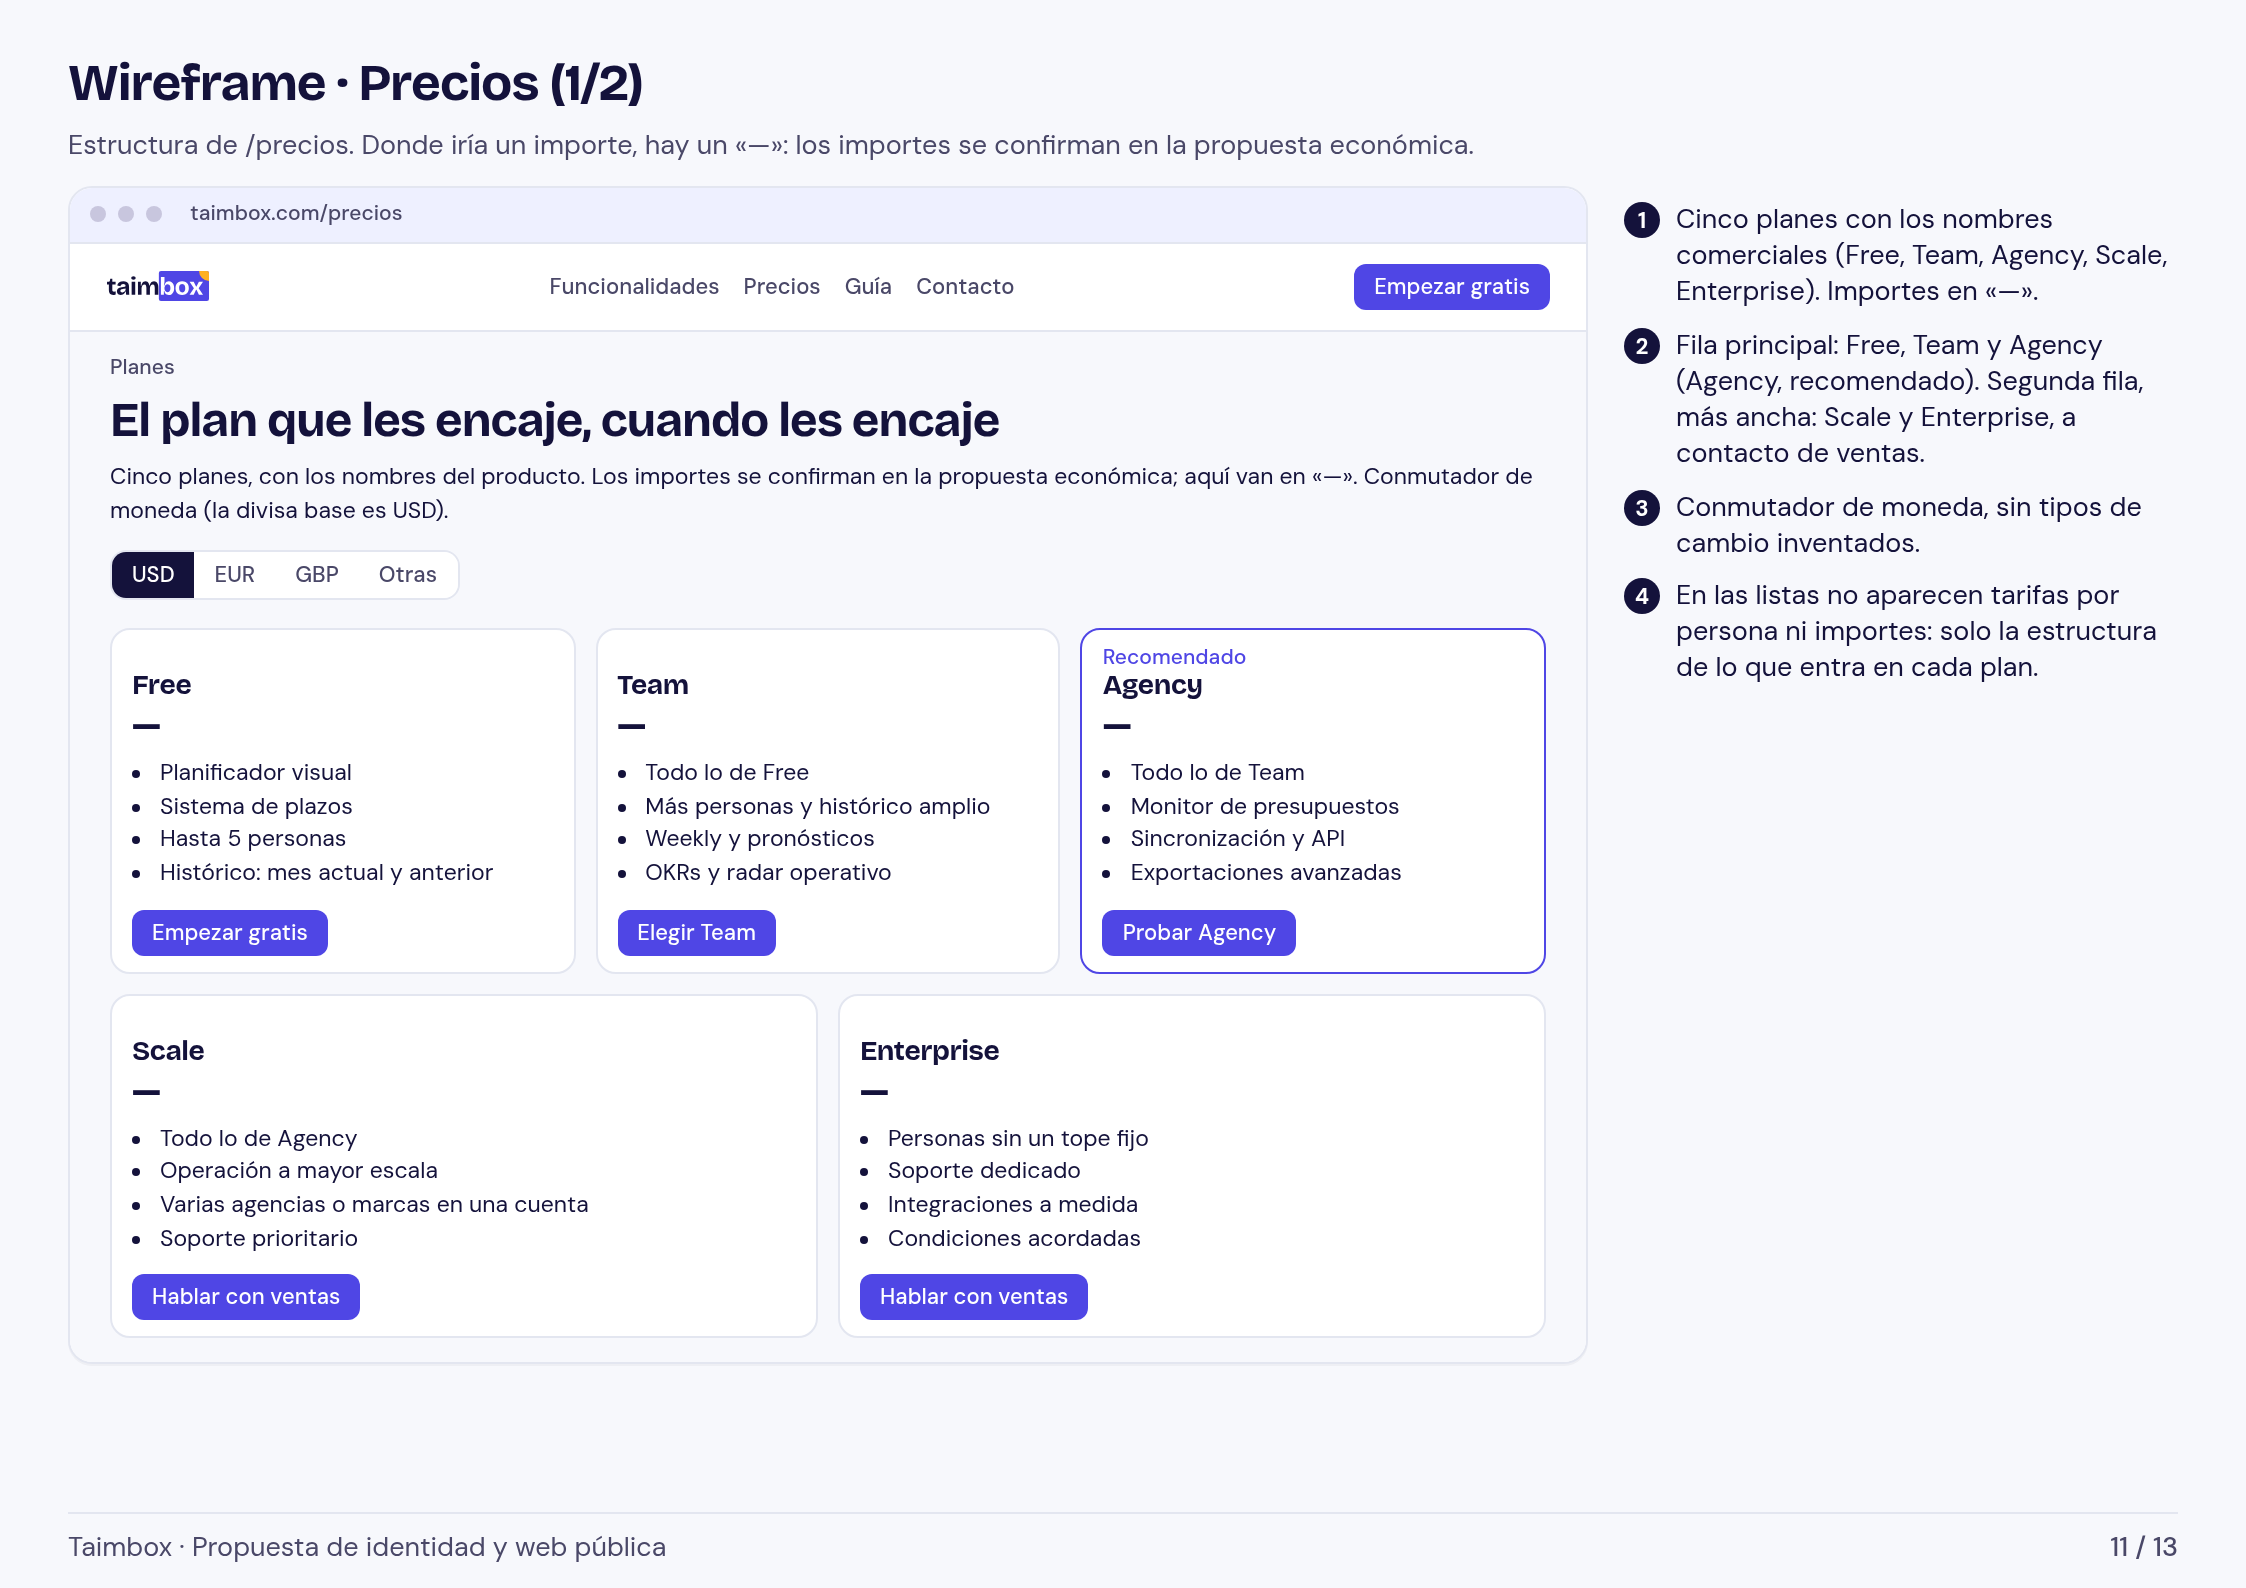 Wireframe · Precios (1/2)
Estructura de /precios. Donde iría un importe, hay un «—»: los importes se confirman en la propuesta económica.
taimbox.com/precios
taimbox
Funcionalidades Precios Guía Contacto
Empezar gratis
Planes
El plan que les encaje, cuando les encaje
Cinco planes, con los nombres del producto. Los importes se confirman en la propuesta económica; aquí van en «—». Conmutador de
moneda (la divisa base es USD).
USD EUR GBP Otras
Free
—
• Planificador visual
• Sistema de plazos
• Hasta 5 personas
• Histórico: mes actual y anterior
Empezar gratis
Team
—
• Todo lo de Free
• Más personas y histórico amplio
• Weekly y pronósticos
• OKRs y radar operativo
Elegir Team
Recomendado
Agency
—
• Todo lo de Team
• Monitor de presupuestos
• Sincronización y API
• Exportaciones avanzadas
Probar Agency
Scale
—
• Todo lo de Agency
• Operación a mayor escala
• Varias agencias o marcas en una cuenta
• Soporte prioritario
Hablar con ventas
Enterprise
—
• Personas sin un tope fijo
• Soporte dedicado
• Integraciones a medida
• Condiciones acordadas
Hablar con ventas
1 Cinco planes con los nombres
comerciales (Free, Team, Agency, Scale,
Enterprise). Importes en «—».
2 Fila principal: Free, Team y Agency
(Agency, recomendado). Segunda fila,
más ancha: Scale y Enterprise, a
contacto de ventas.
3 Conmutador de moneda, sin tipos de
cambio inventados.
4 En las listas no aparecen tarifas por
persona ni importes: solo la estructura
de lo que entra en cada plan.
Taimbox · Propuesta de identidad y web pública
11 / 13